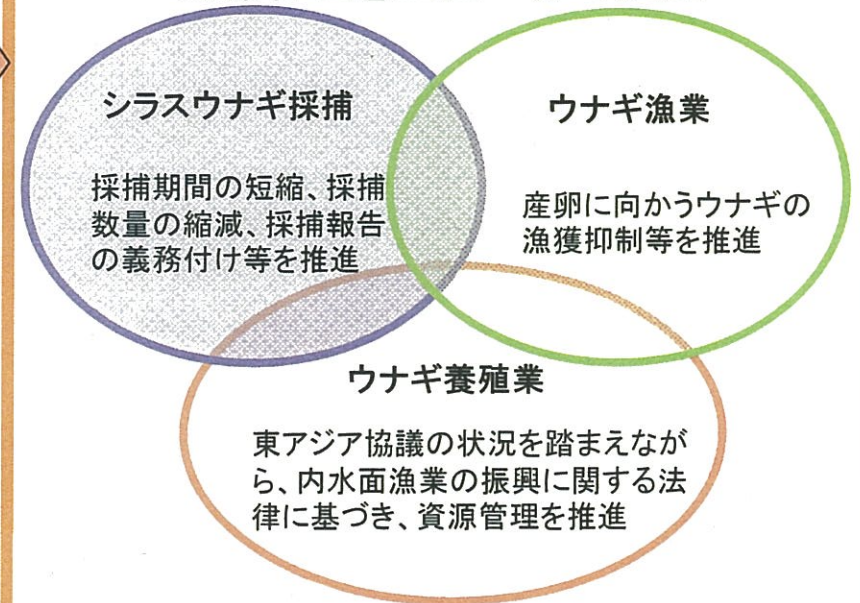 シラスウナギ採捕
採捕期間の短縮、採捕
数量の縮減、採捕報告
の義務付け等を推進
ウナギ漁業
産卵に向かうウナギの
漁獲抑制等を推進
ウナギ養殖業
東アジア協議の状況を踏まえなが
ら、内水面漁業の振興に関する法
律に基づき、資源管理を推進